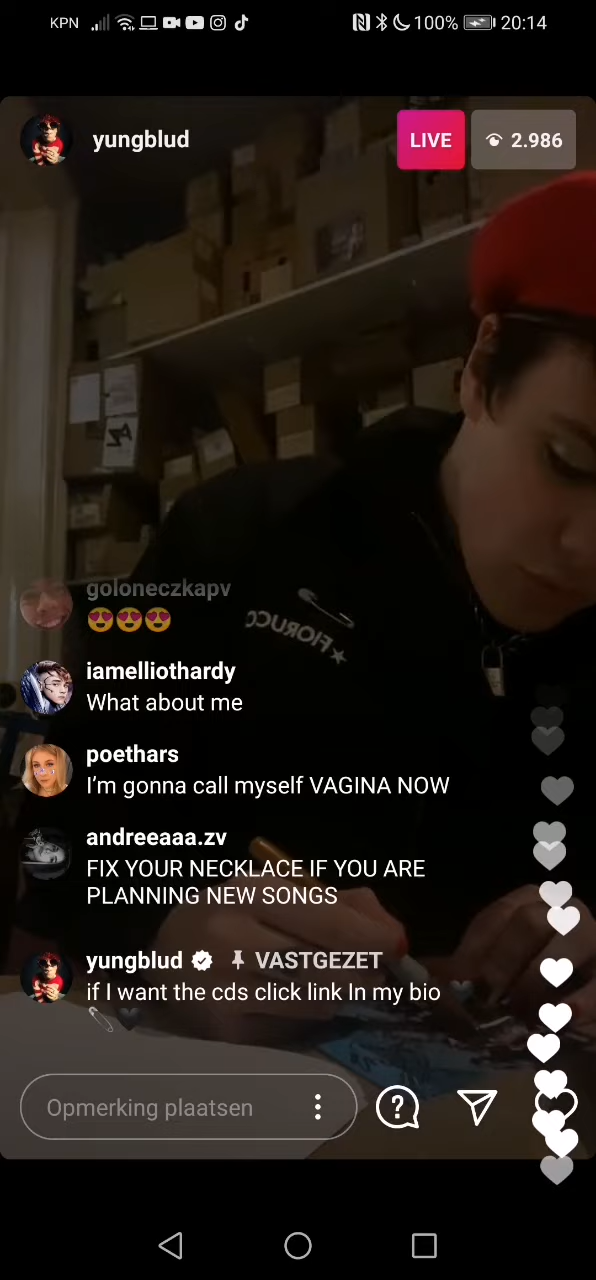 KPN 100% 20:14
yungblud LIVE 2.986
goloneczkapv
😍😍😍
iamelliothardy
What about me
FIORUCCI
poethars
I’m gonna call myself VAGINA NOW
andreeaaa.zv
FIX YOUR NECKLACE IF YOU ARE
PLANNING NEW SONGS
yungblud VASTGEZET
if I want the cds click link In my bio 🖤
🧷🖤
Opmerking plaatsen